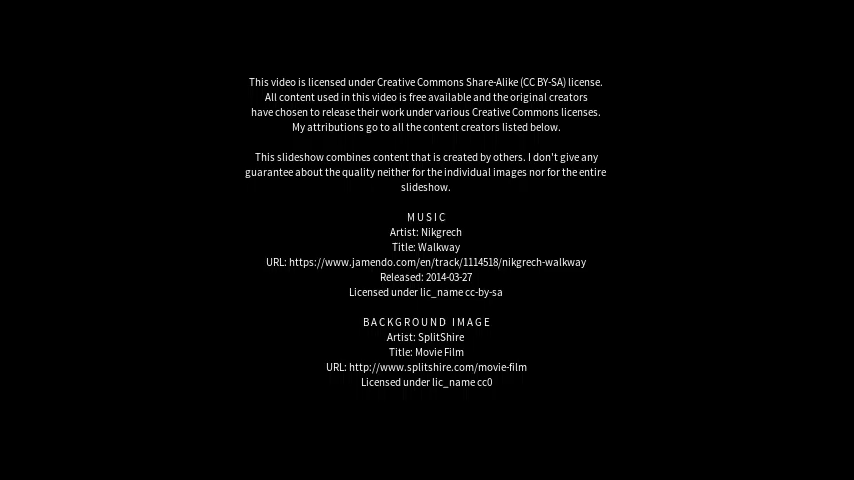 This video is licensed under Creative Commons Share-Alike (CC BY-SA) license.
All content used in this video is free available and the original creators
have chosen to release their work under various Creative Commons licenses.
My attributions go to all the content creators listed below.
This slideshow combines content that is created by others. I don't give any
guarantee about the quality neither for the individual images nor for the entire
slideshow.
MUSIC
Artist: Nikgrech
Title: Walkway
URL: https://www.jamendo.com/en/track/1114518/nikgrech-walkway
Released: 2014-03-27
Licensed under lic_name cc-by-sa
BACKGROUND IMAGE
Artist: SplitShire
Title: Movie Film
URL: http://www.splitshire.com/movie-film
Licensed under lic_name cc0